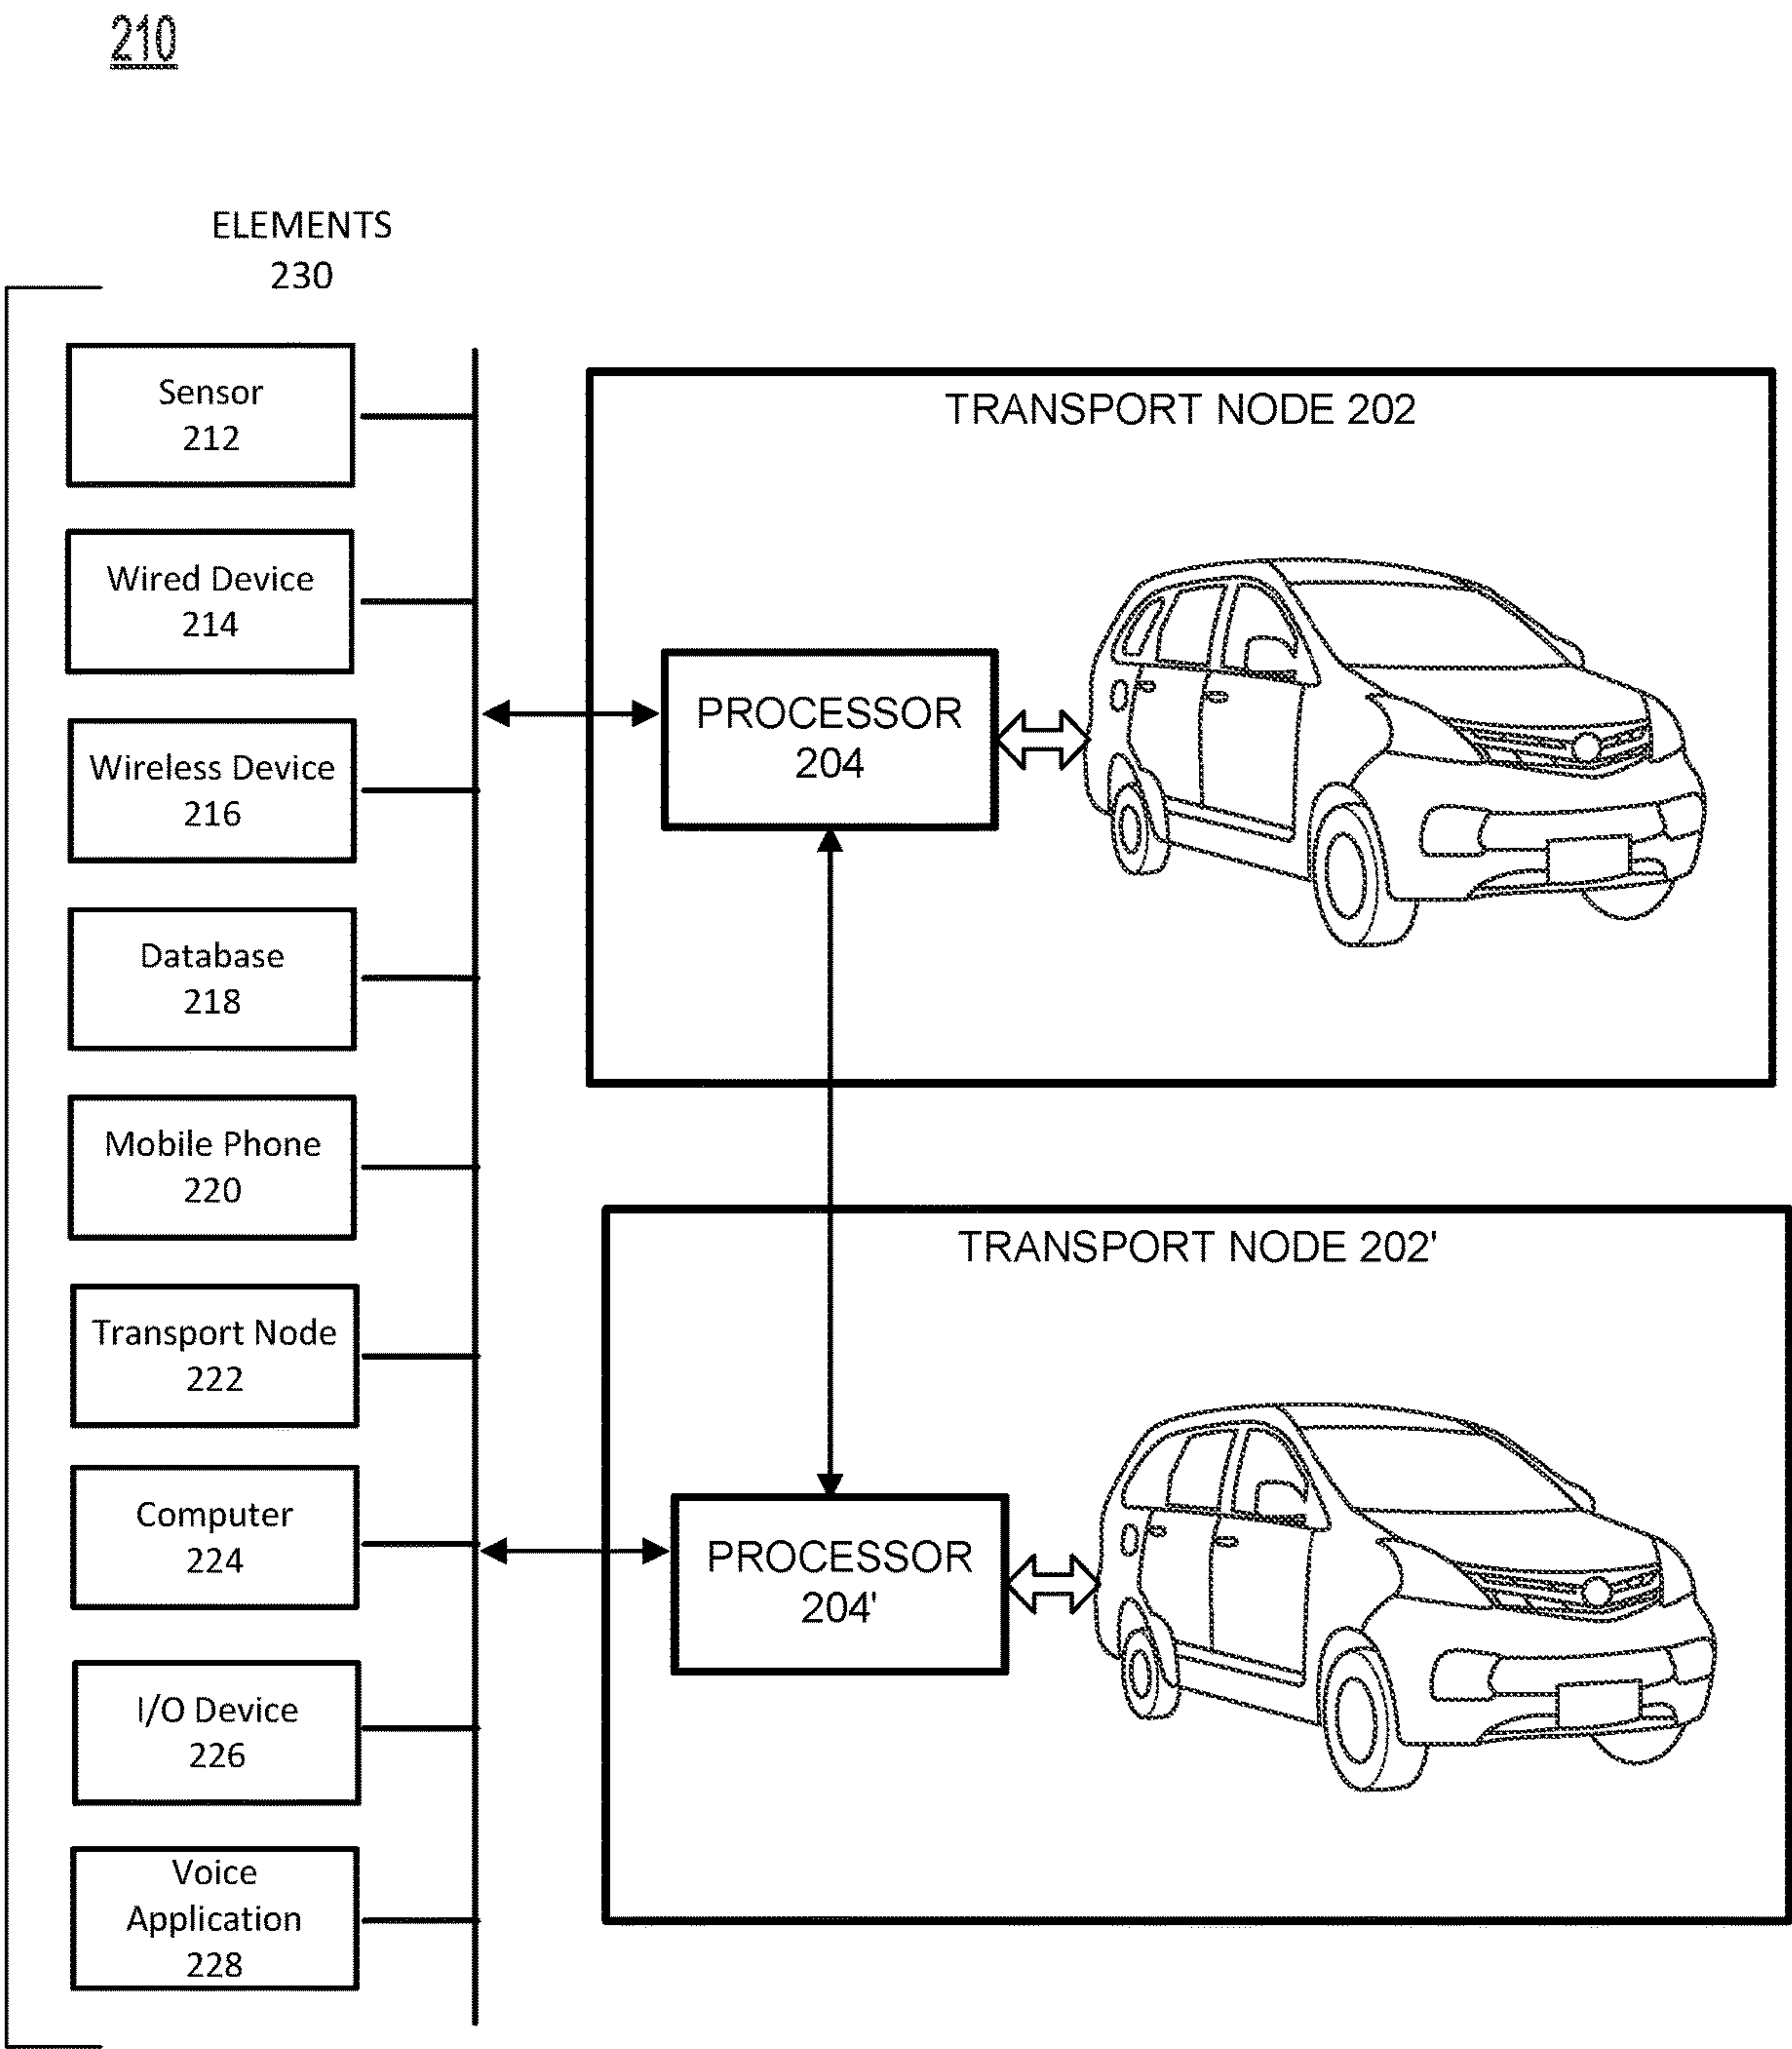 210
ELEMENTS
230
Sensor
212
Wired Device
214
Wireless Device
216
Database
218
Mobile Phone
220
Transport Node
222
Computer
224
I/O Device
226
Voice
Application
228
TRANSPORT NODE 202
PROCESSOR
204
TRANSPORT NODE 202'
PROCESSOR
204'